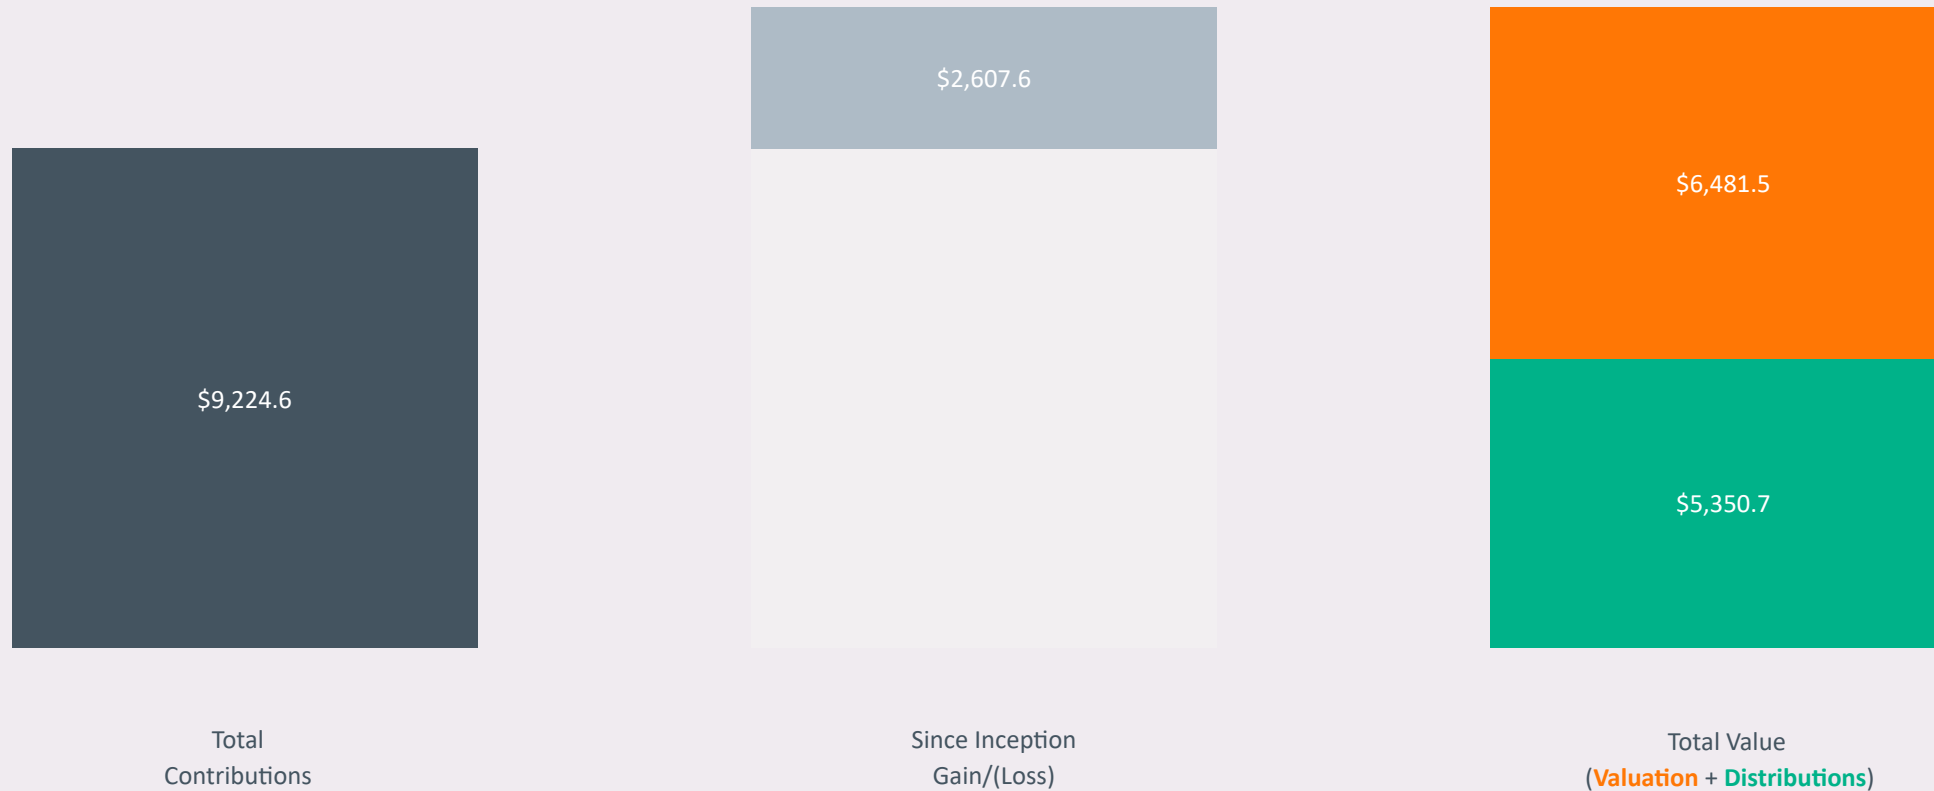 $2,607.6
$6,481.5
$9,224.6
$5,350.7
Total
Contributions
Since Inception
Gain/(Loss)
Total Value
(Valuation + Distributions)